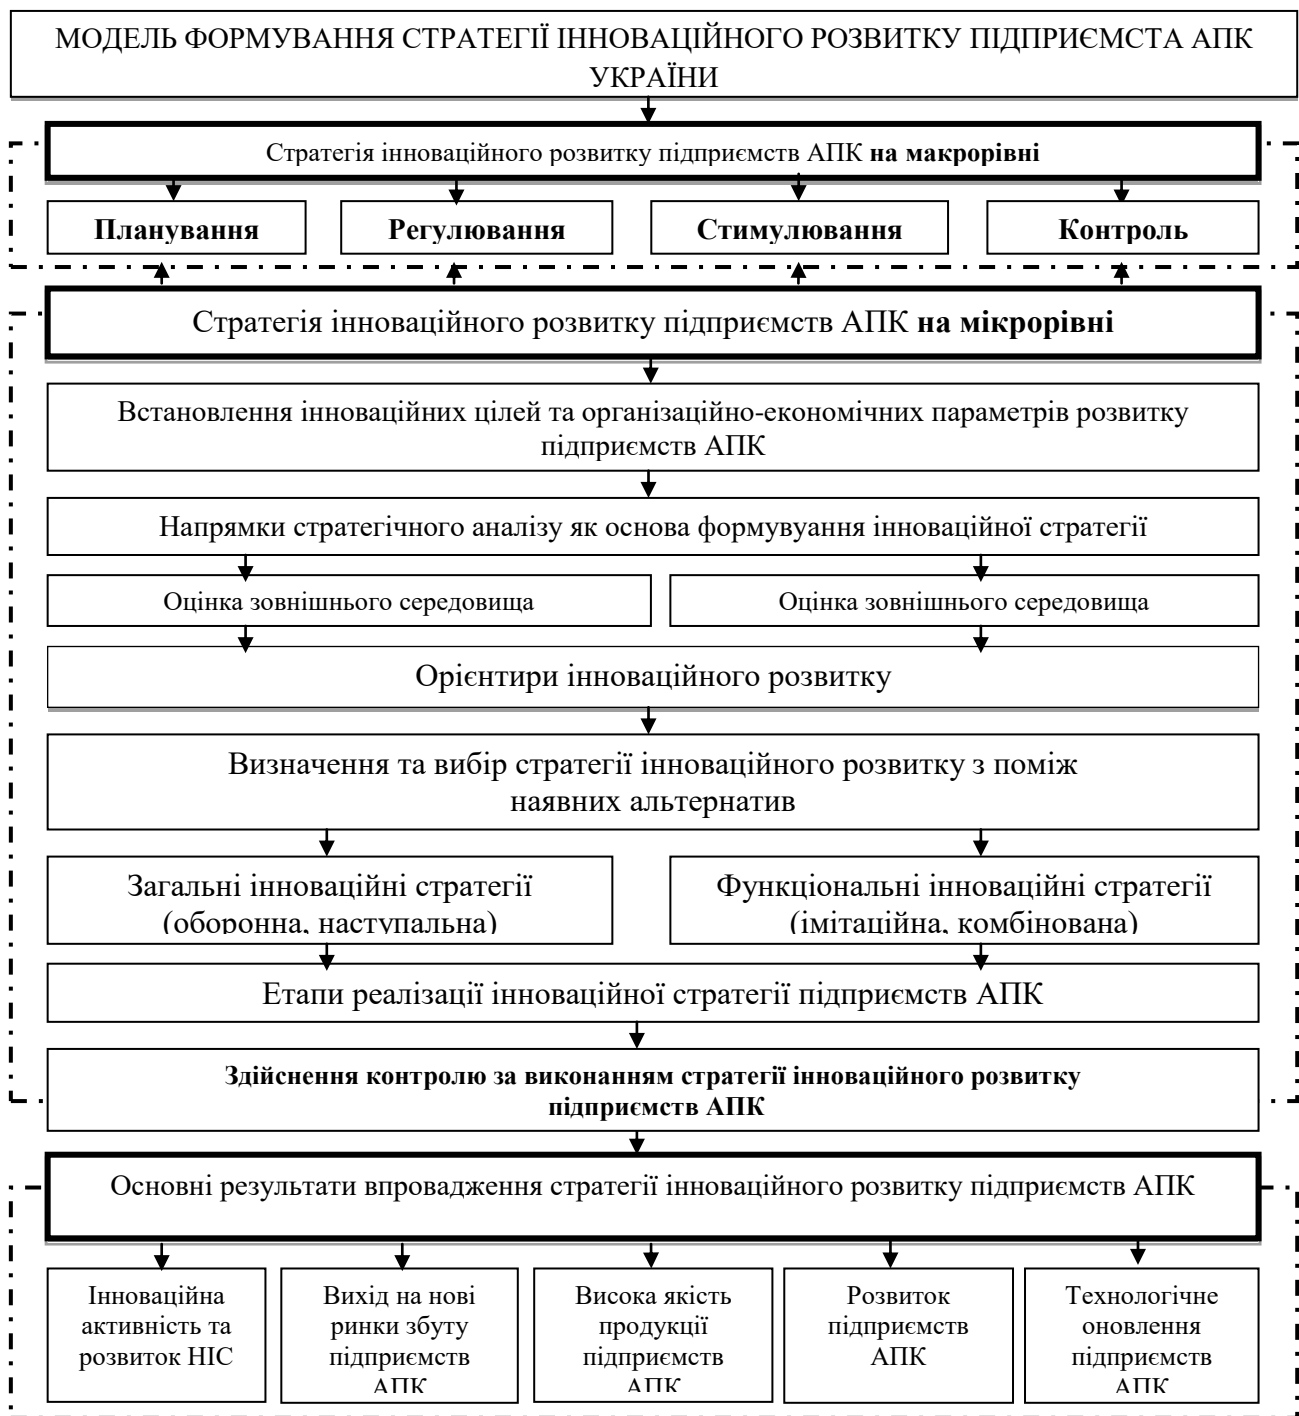 МОДЕЛЬ ФОРМУВАННЯ СТРАТЕГІЇ ІННОВАЦІЙНОГО РОЗВИТКУ ПІДПРИЄМСТА АПК
УКРАЇНИ
Стратегія інноваційного розвитку підприємств АПК на макрорівні
Планування
Регулювання
Стимулювання
Контроль
Стратегія інноваційного розвитку підприємств АПК на мікрорівні
Встановлення інноваційних цілей та організаційно-економічних параметрів розвитку
підприємств АПК
Напрямки стратегічного аналізу як основа формувуання інноваційної стратегії
Оцінка зовнішнього середовища
Оцінка зовнішнього середовища
Орієнтири інноваційного розвитку
Визначення та вибір стратегії інноваційного розвитку з поміж
наявних альтернатив
Загальні інноваційні стратегії
(оборонна, наступальна)
Функціональні інноваційні стратегії
(імітаційна, комбінована)
Етапи реалізації інноваційної стратегії підприємств АПК
Здійснення контролю за виконанням стратегії інноваційного розвитку
підприємств АПК
Основні результати впровадження стратегії інноваційного розвитку підприємств АПК
Інноваційна
активність та
розвиток НІС
Вихід на нові
ринки збуту
підприємств
АПК
Висока якість
продукції
підприємств
АПК
Розвиток
підприємств
АПК
Технологічне
оновлення
підприємств
АПК